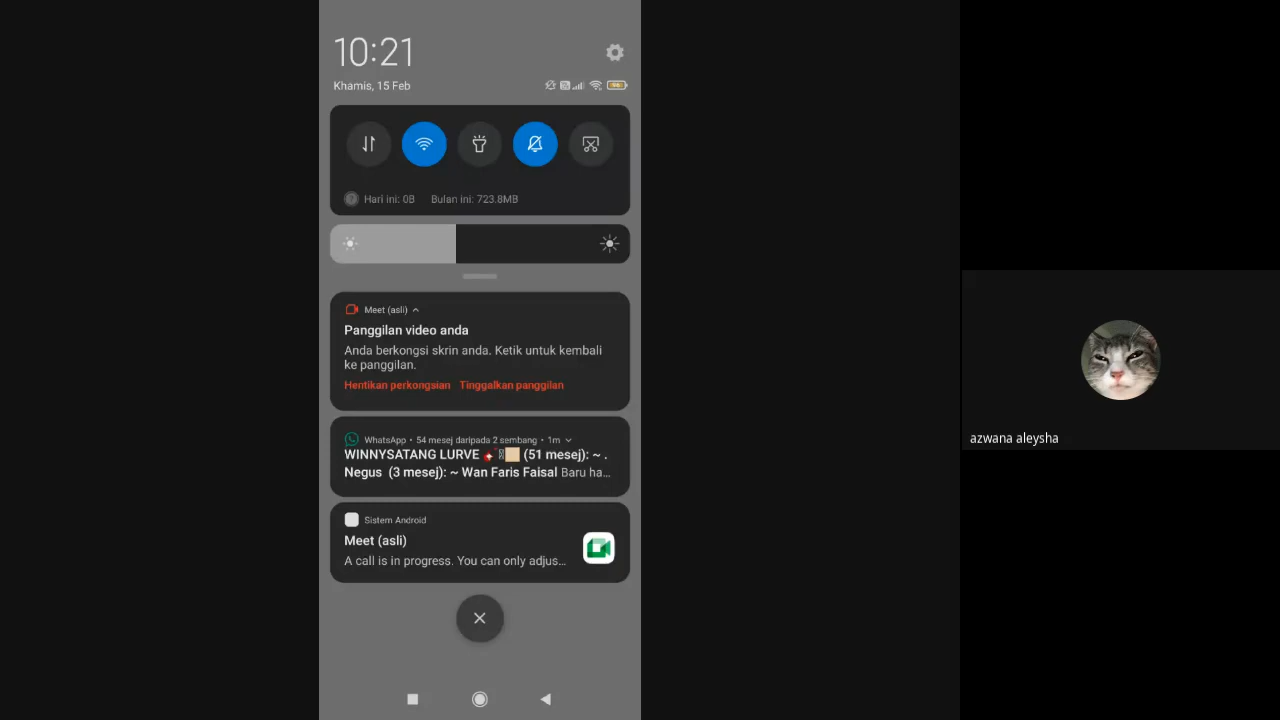 10:21
Khamis, 15 Feb
Hari ini: 0B Bulan ini: 723.8MB
Meet (asli)
Panggilan video anda
Anda berkongsi skrin anda. Ketik untuk kembali
ke panggilan.
Hentikan perkongsian Tinggalkan panggilan
WhatsApp • 54 mesej daripada 2 sembang • 1m
WINNYSATANG LURVE (51 mesej): ~ .
Negus (3 mesej): ~ Wan Faris Faisal Baru ha...
Sistem Android
Meet (asli)
A call is in progress. You can only adjus...
azwana aleysha